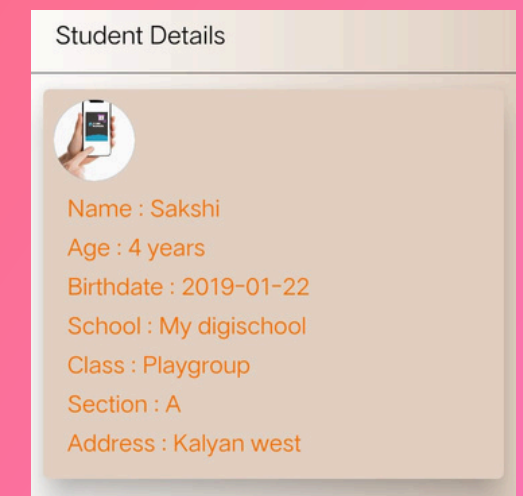 Student Details
Name : Sakshi
Age : 4 years
Birthdate : 2019-01-22
School : My digischool
Class : Playgroup
Section : A
Address : Kalyan west